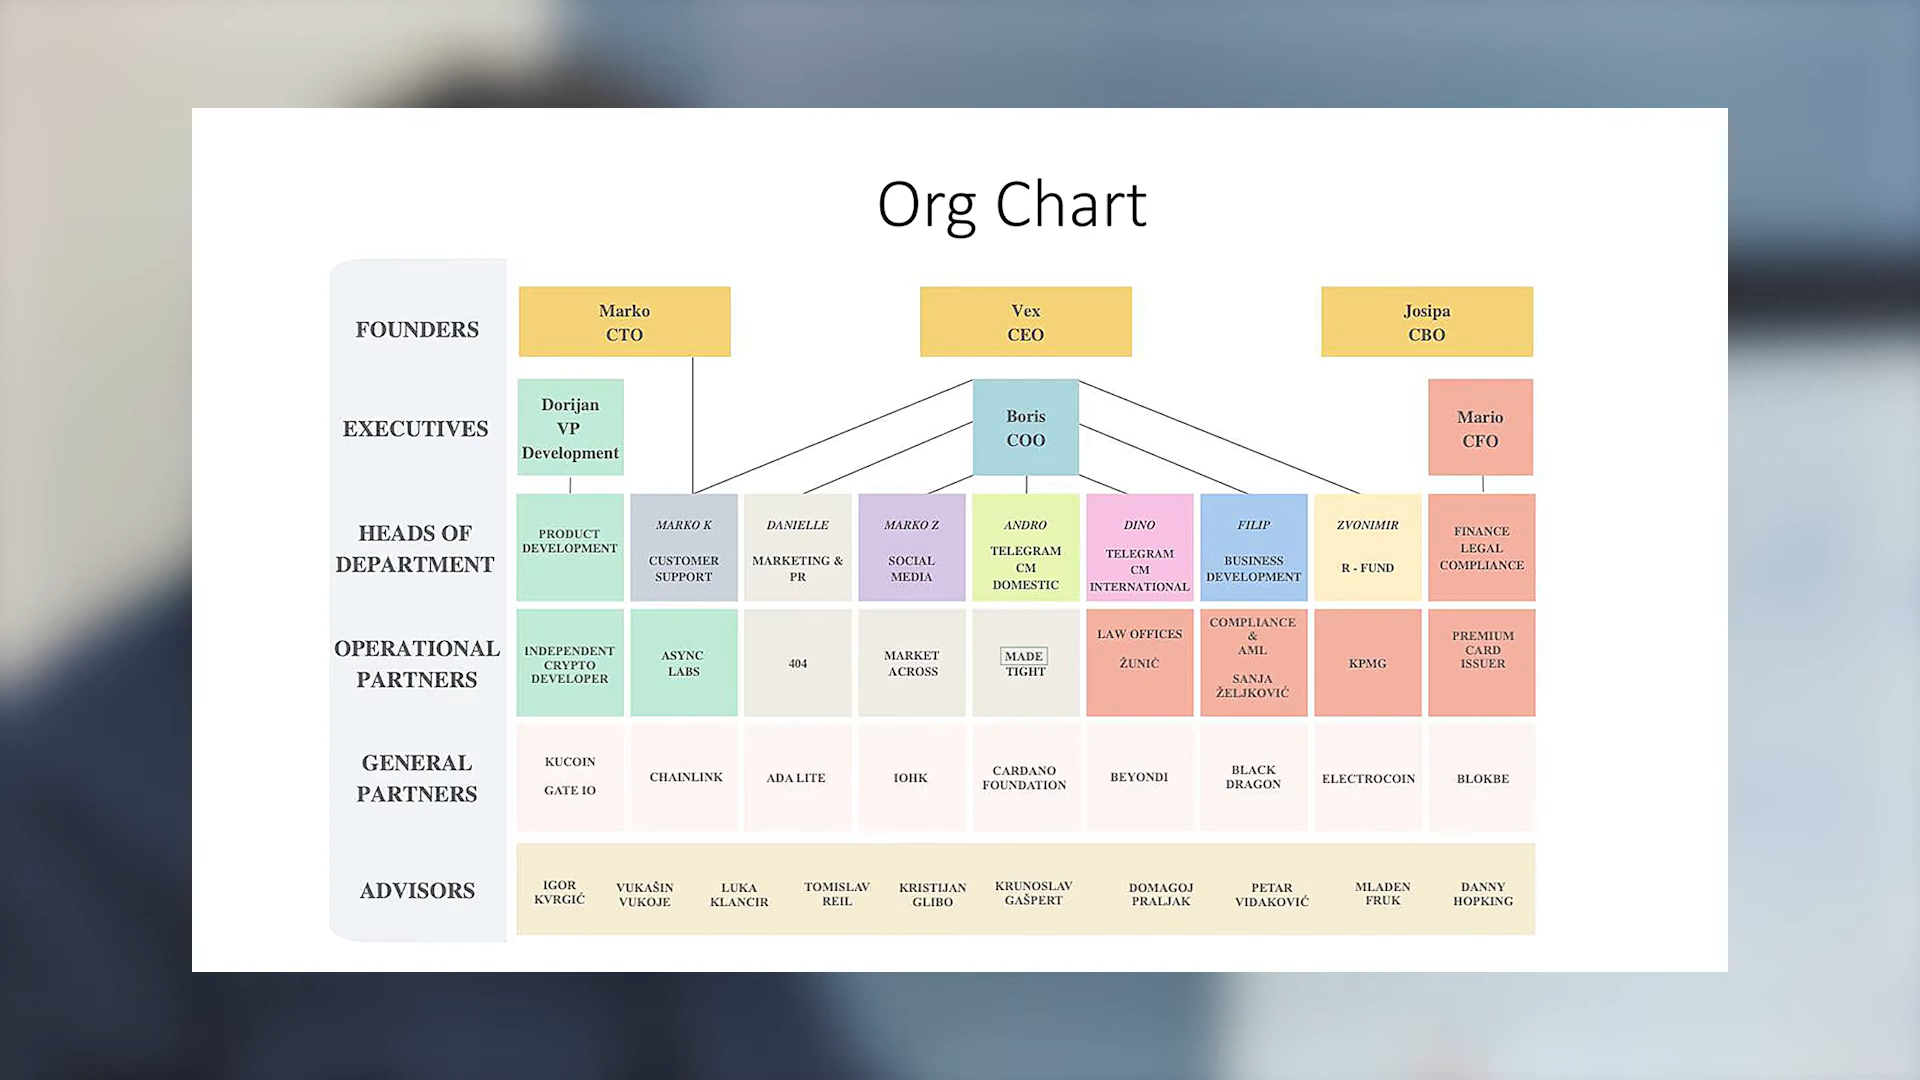 Org Chart
FOUNDERS
Marko
CTO
Vex
CEO
Josipa
CBO
EXECUTIVES
Dorijan
VP
Development
Boris
COO
Mario
CFO
HEADS OF
DEPARTMENT
PRODUCT
DEVELOPMENT
MARKO K
CUSTOMER
SUPPORT
DANIELLE
MARKETING &
PR
MARKO Z
SOCIAL
MEDIA
ANDRO
TELEGRAM
CM
DOMESTIC
DINO
TELEGRAM
CM
INTERNATIONAL
FILIP
BUSINESS
DEVELOPMENT
ZVONIMIR
R - FUND
FINANCE
LEGAL
COMPLIANCE
OPERATIONAL
PARTNERS
INDEPENDENT
CRYPTO
DEVELOPER
ASYNC
LABS
404
MARKET
ACROSS
MADE
TIGHT
LAW OFFICES
ŽUNIĆ
COMPLIANCE
&
AML
SANJA
ŽELJKOVIĆ
KPMG
PREMIUM
CARD
ISSUER
GENERAL
PARTNERS
KUCOIN
GATE IO
CHAINLINK
ADA LITE
IOHK
CARDANO
FOUNDATION
BEYONDI
BLACK
DRAGON
ELECTROCOIN
BLOKBE
ADVISORS
IGOR
KVRGIĆ
VUKAŠIN
VUKOJE
LUKA
KLANCIR
TOMISLAV
REIL
KRISTIJAN
GLIBO
KRUNOSLAV
GAŠPERT
DOMAGOJ
PRALJAK
PETAR
VIDAKOVIĆ
MLADEN
FRUK
DANNY
HOPKING